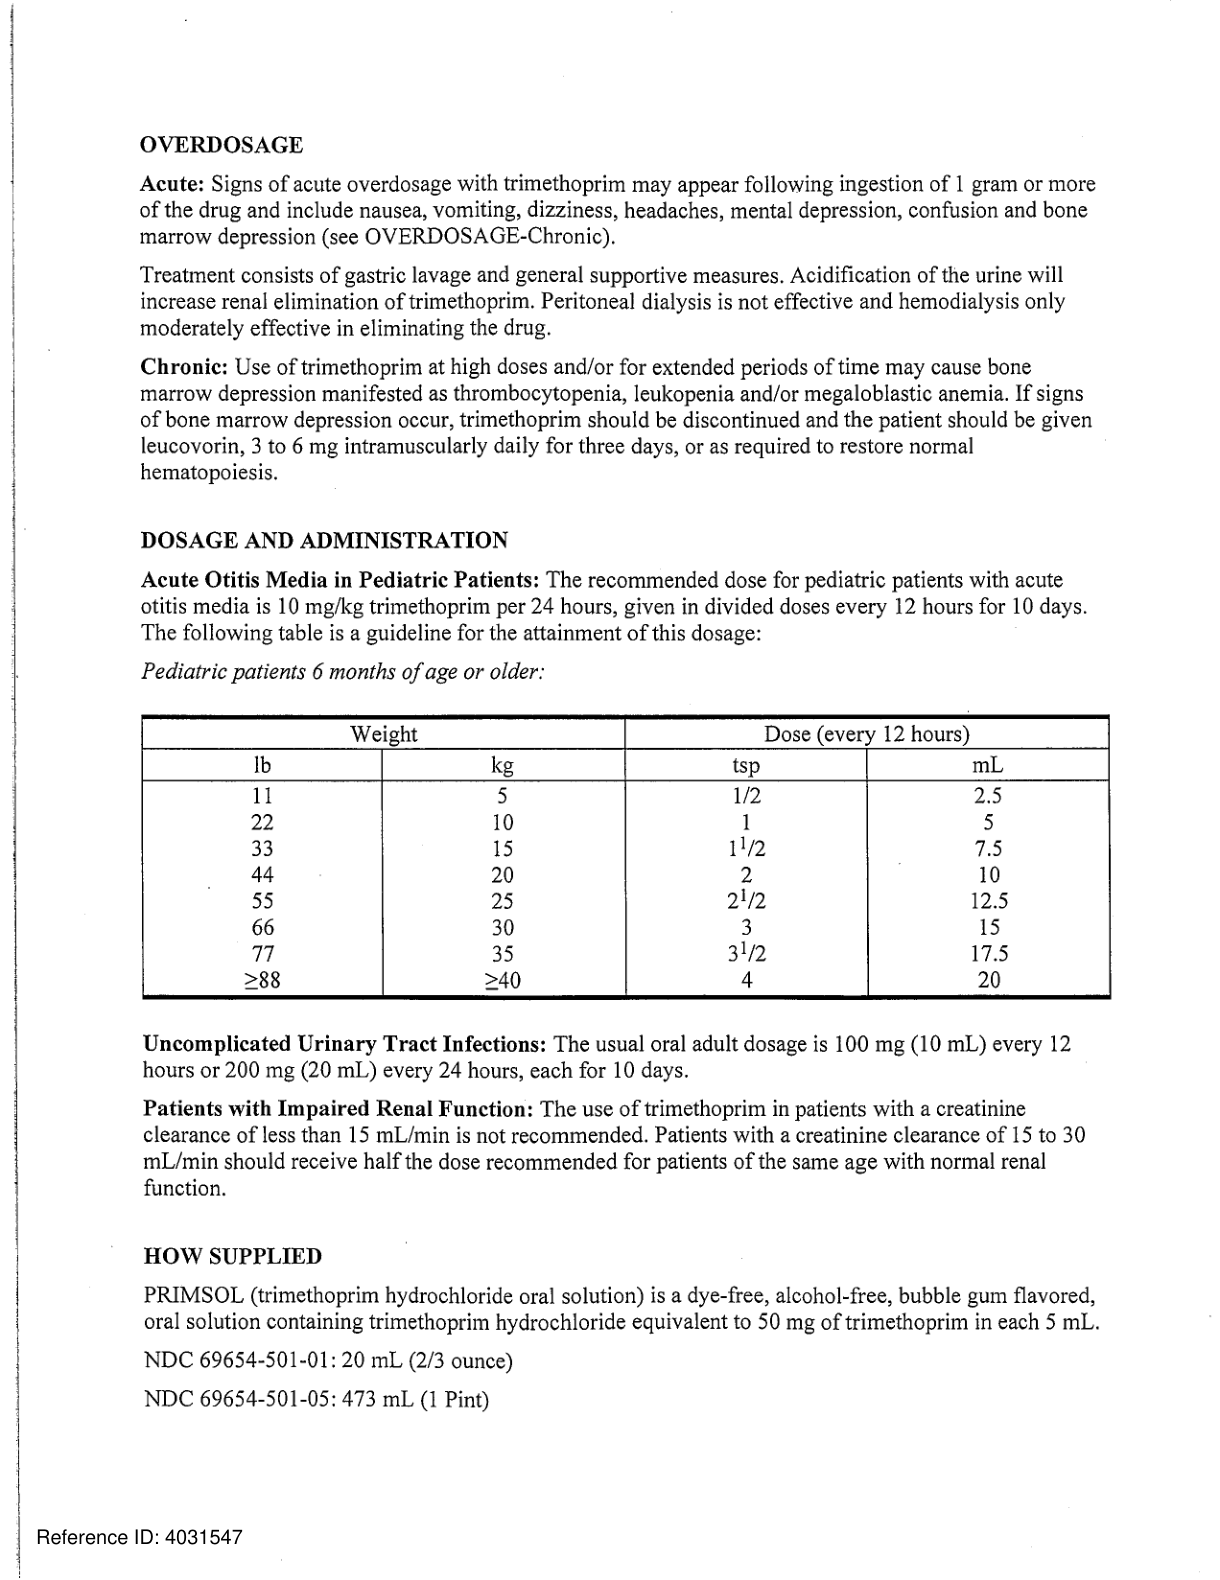 OVERDOSAGE
Acute: Signs of acute overdosage with trimethoprim may appear following ingestion of 1 gram or more
of the drug and include nausea, vomiting, dizziness, headaches, mental depression, confusion and bone
marrow depression (see OVERDOSAGE-Chronic).
Treatment consists of gastric lavage and general supportive measures. Acidification of the urine will
increase renal elimination of trimethoprim. Peritoneal dialysis is not effective and hemodialysis only
moderately effective in eliminating the drug.
Chronic: Use of trimethoprim at high doses and/or for extended periods of time may cause bone
marrow depression manifested as thrombocytopenia, leukopenia and/or megaloblastic anemia. If signs
of bone marrow depression occur, trimethoprim should be discontinued and the patient should be given
leucovorin, 3 to 6 mg intramuscularly daily for three days, or as required to restore normal
hematopoiesis.
DOSAGE AND ADMINISTRATION
Acute Otitis Media in Pediatric Patients: The recommended dose for pediatric patients with acute
otitis media is 10 mg/kg trimethoprim per 24 hours, given in divided doses every 12 hours for 10 days.
The following table is a guideline for the attainment of this dosage:
Pediatric patients 6 months of age or older:
Weight Dose (every 12 hours)
lb kg tsp mL
11 5 1/2 2.5
22 10 1 5
33 15 1 1/2 7.5
44 20 2 10
55 25 2 1/2 12.5
66 30 3 15
77 35 3 1/2 17.5
≥88 ≥40 4 20
Uncomplicated Urinary Tract Infections: The usual oral adult dosage is 100 mg (10 mL) every 12
hours or 200 mg (20 mL) every 24 hours, each for 10 days.
Patients with Impaired Renal Function: The use of trimethoprim in patients with a creatinine
clearance of less than 15 mL/min is not recommended. Patients with a creatinine clearance of 15 to 30
mL/min should receive half the dose recommended for patients of the same age with normal renal
function.
HOW SUPPLIED
PRIMSOL (trimethoprim hydrochloride oral solution) is a dye-free, alcohol-free, bubble gum flavored,
oral solution containing trimethoprim hydrochloride equivalent to 50 mg of trimethoprim in each 5 mL.
NDC 69654-501-01: 20 mL (2/3 ounce)
NDC 69654-501-05: 473 mL (1 Pint)
Reference ID: 4031547